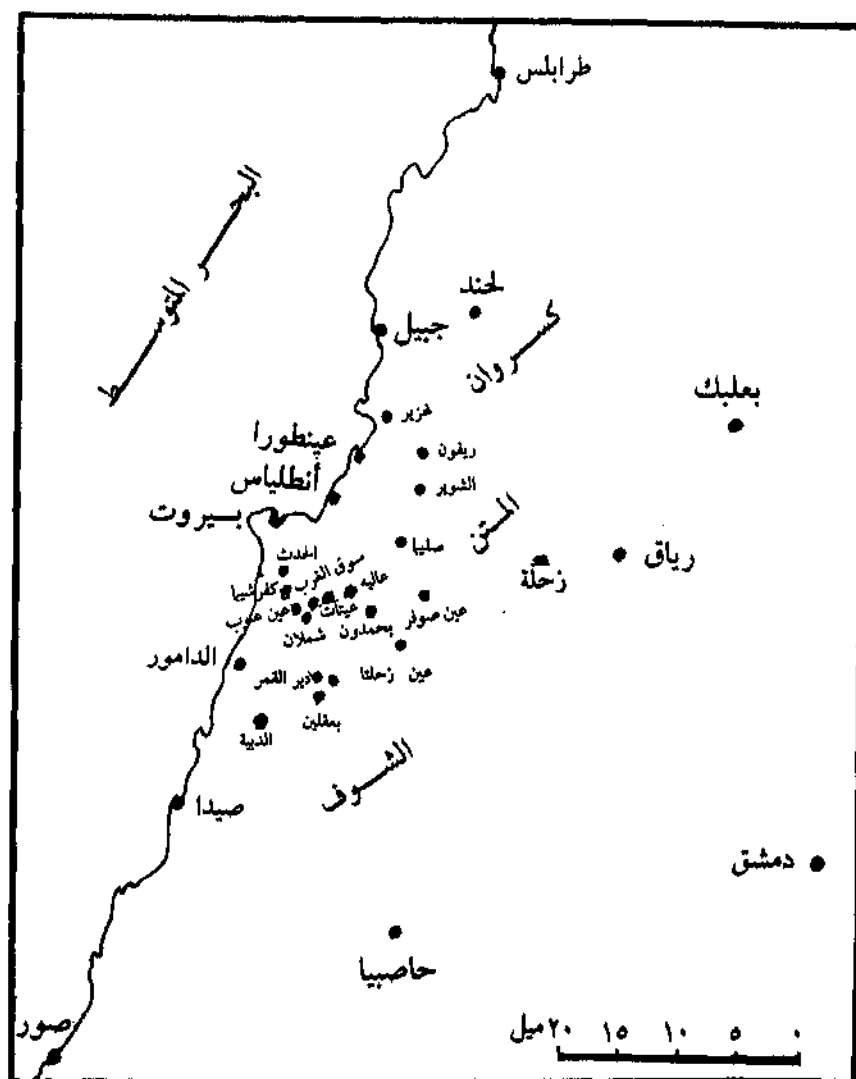 طرابلس
البحر المتوسط
لحند
جبيل
كسروان
بعلبك
غزير
عينطورا
ريفون
أنطلياس
الشوير
بيروت
المتن
صليا
رياق
زحلة
الحدث
سوق الغرب
عاليه
كفرشيما
عين عنوب
عيتات
بحمدون
عين صوفر
شملان
الدامور
عين زحلتا
دير القمر
بعقلين
الدبية
الشوف
صيدا
دمشق
حاصبيا
صور
٠ ٥ ١٠ ١٥ ٢٠ ميل